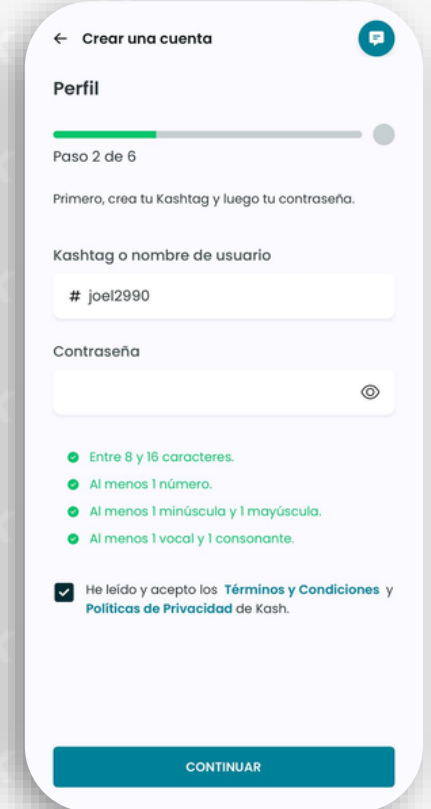 Crear una cuenta
Perfil
Paso 2 de 6
Primero, crea tu Kashtag y luego tu contraseña.
Kashtag o nombre de usuario
# joel2990
Contraseña
Entre 8 y 16 caracteres.
Al menos 1 número.
Al menos 1 minúscula y 1 mayúscula.
Al menos 1 vocal y 1 consonante.
He leído y acepto los Términos y Condiciones y
Políticas de Privacidad de Kash.
CONTINUAR